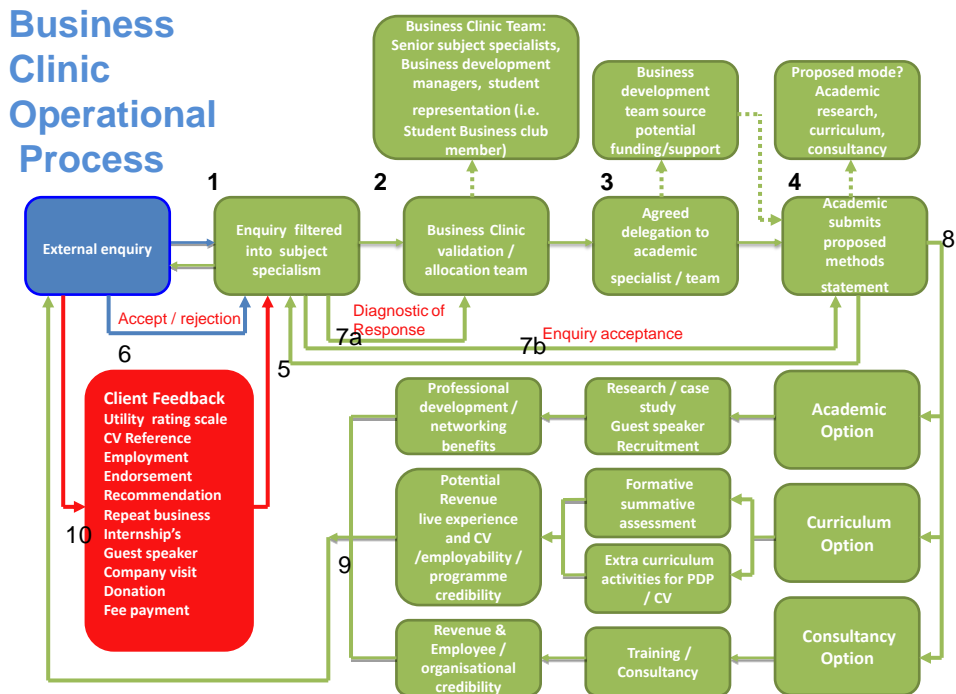 Business
Clinic
Operational
Process
Business Clinic Team:
Senior subject specialists,
Business development
managers, student
representation (i.e.
Student Business club
member)
Business
development
team source
potential
funding/support
Proposed mode?
Academic
research,
curriculum,
consultancy
1
2
3
4
External enquiry
Enquiry filtered
into subject
specialism
Business Clinic
validation /
allocation team
Agreed
delegation to
academic
specialist / team
Academic
submits
proposed
methods
statement
8
Accept / rejection
Diagnostic of
Response
Enquiry acceptance
6
7a
7b
5
Client Feedback
Utility rating scale
CV Reference
Employment
Endorsement
Recommendation
Repeat business
Internship's
Guest speaker
Company visit
Donation
Fee payment
10
9
Professional
development /
networking
benefits
Research / case
study
Guest speaker
Recruitment
Academic
Option
Potential
Revenue
live experience
and CV
/employability /
programme
credibility
Formative
summative
assessment
Extra curriculum
activities for PDP
/ CV
Curriculum
Option
Revenue &
Employee /
organisational
credibility
Training /
Consultancy
Consultancy
Option